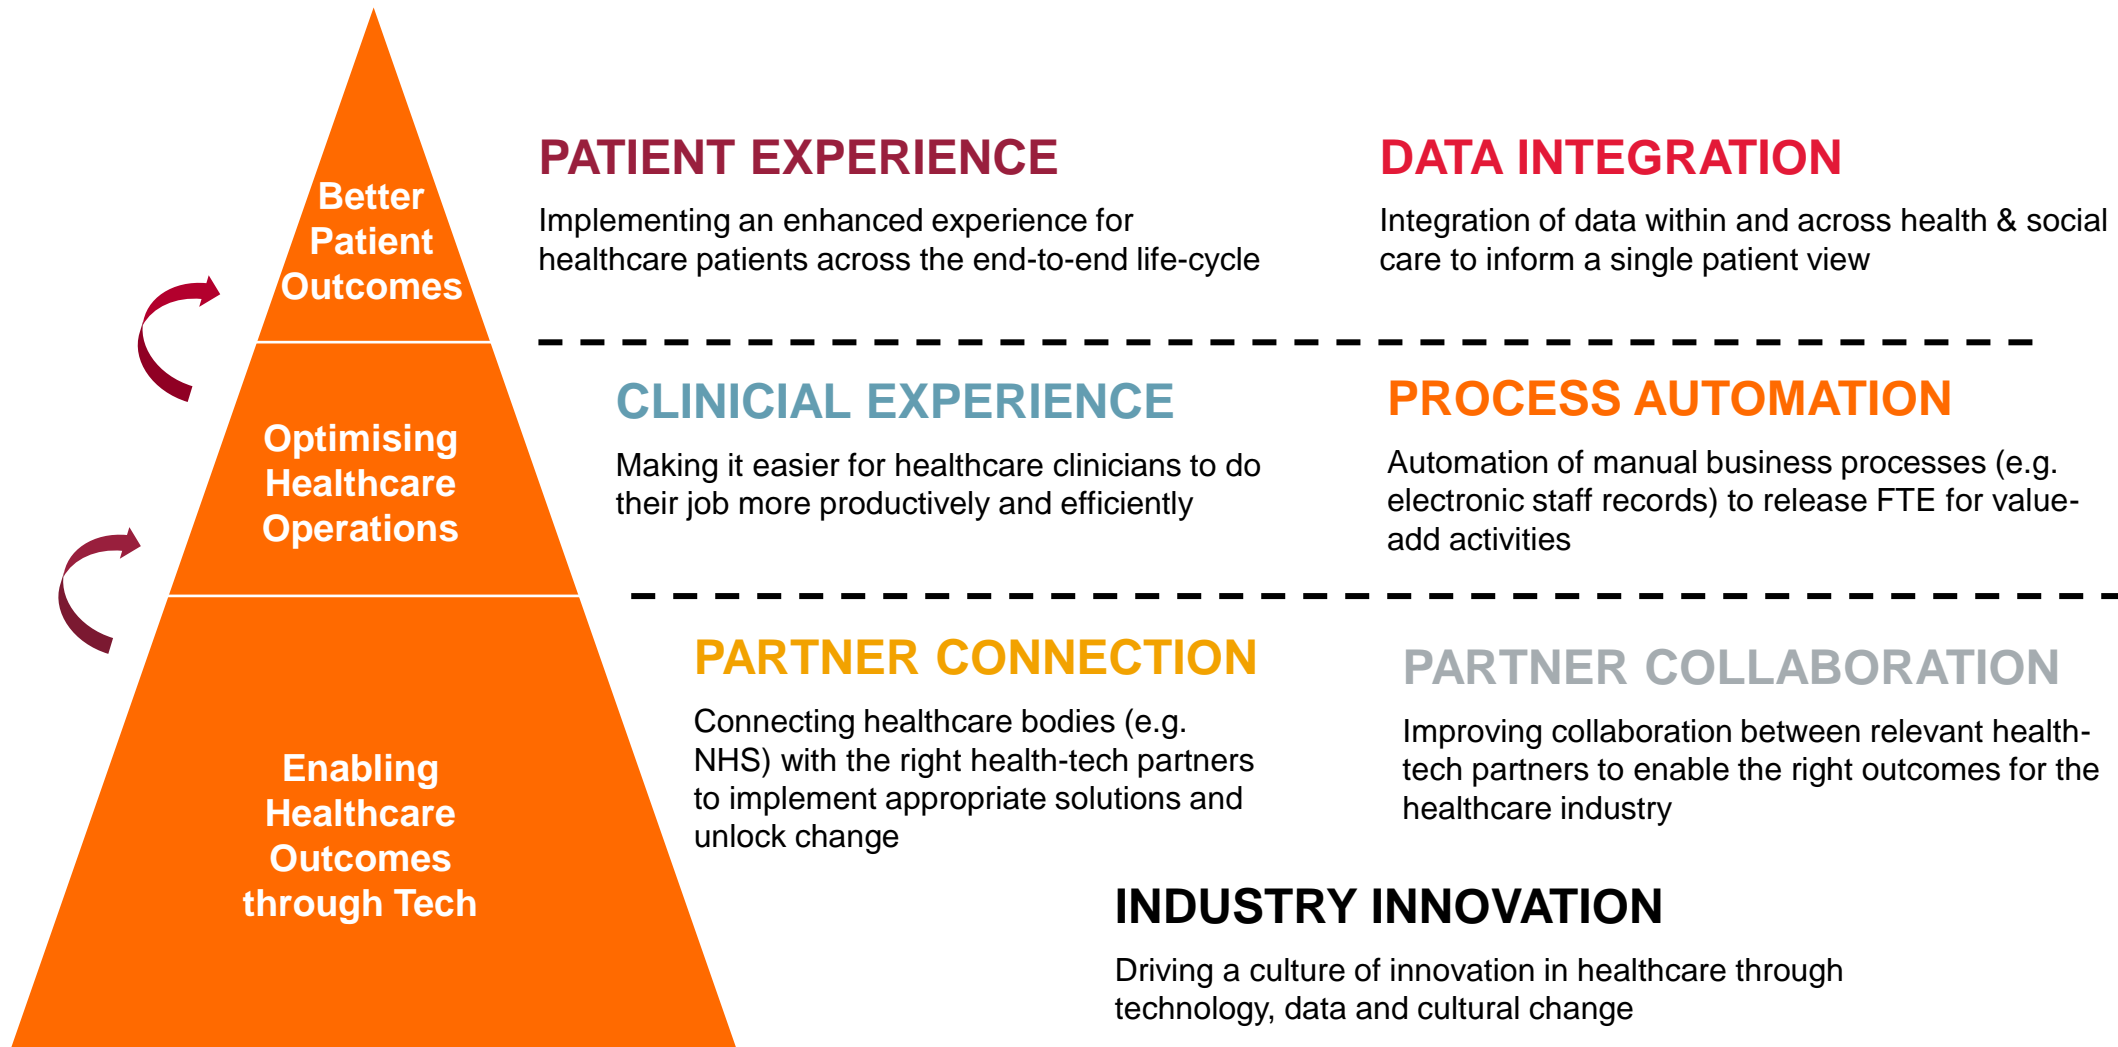 Better
Patient
Outcomes
PATIENT EXPERIENCE
Implementing an enhanced experience for
healthcare patients across the end-to-end life-cycle
DATA INTEGRATION
Integration of data within and across health & social
care to inform a single patient view
Optimising
Healthcare
Operations
CLINICIAL EXPERIENCE
Making it easier for healthcare clinicians to do
their job more productively and efficiently
PROCESS AUTOMATION
Automation of manual business processes (e.g.
electronic staff records) to release FTE for value-
add activities
Enabling
Healthcare
Outcomes
through Tech
PARTNER CONNECTION
Connecting healthcare bodies (e.g.
NHS) with the right health-tech partners
to implement appropriate solutions and
unlock change
PARTNER COLLABORATION
Improving collaboration between relevant health-
tech partners to enable the right outcomes for the
healthcare industry
INDUSTRY INNOVATION
Driving a culture of innovation in healthcare through
technology, data and cultural change